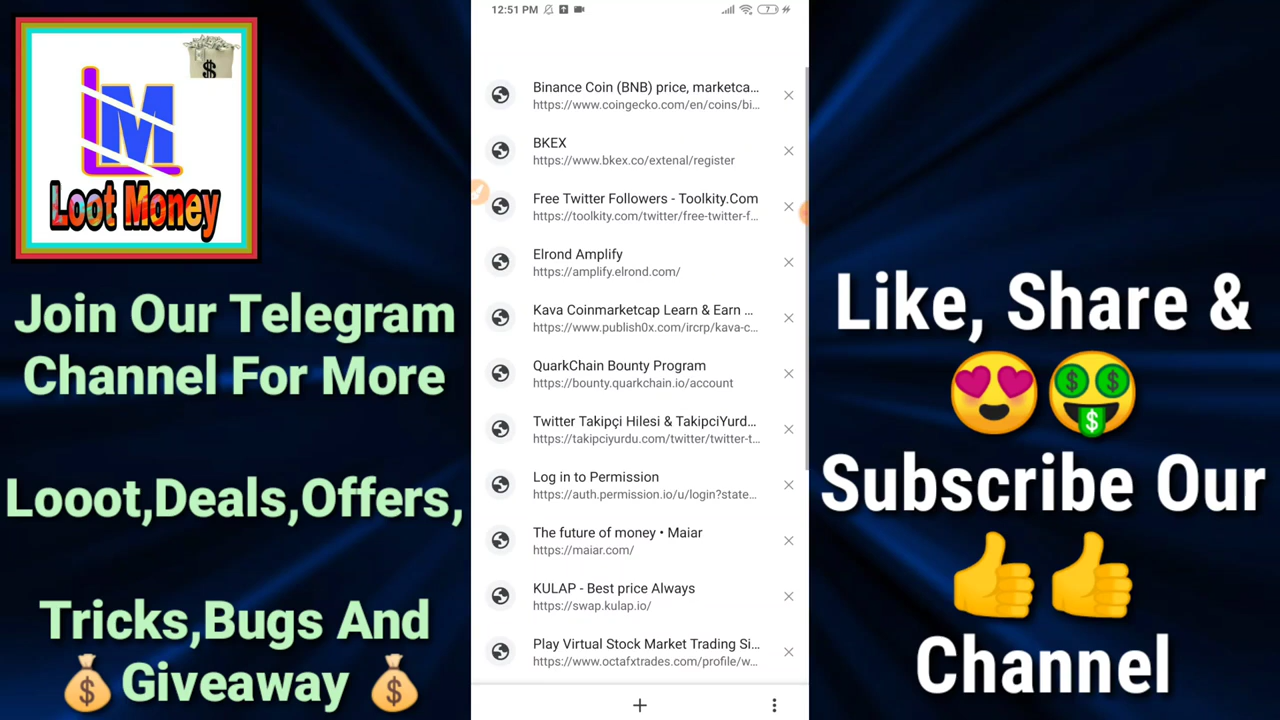 LM
Loot Money
$
Join Our Telegram
Channel For More
Looot,Deals,Offers,
Tricks,Bugs And
Giveaway
12:51 PM
7
Binance Coin (BNB) price, marketca…
https://www.coingecko.com/en/coins/bi…
BKEX
https://www.bkex.co/extenal/register
Free Twitter Followers - Toolkity.Com
https://toolkity.com/twitter/free-twitter-f…
Elrond Amplify
https://amplify.elrond.com/
Kava Coinmarketcap Learn & Earn …
https://www.publish0x.com/ircrp/kava-c…
QuarkChain Bounty Program
https://bounty.quarkchain.io/account
Twitter Takipçi Hilesi & TakipciYurd…
https://takipciyurdu.com/twitter/twitter-t…
Log in to Permission
https://auth.permission.io/u/login?state…
The future of money • Maiar
https://maiar.com/
KULAP - Best price Always
https://swap.kulap.io/
Play Virtual Stock Market Trading Si…
https://www.octafxtrades.com/profile/w…
Like, Share &
Subscribe Our
Channel